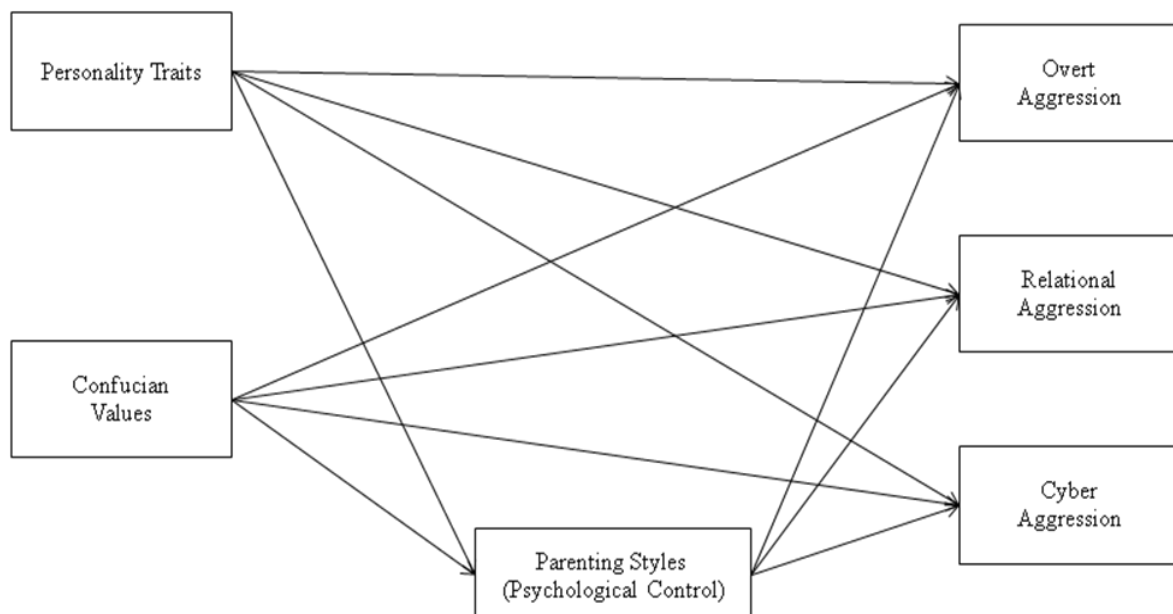 Personality Traits
Overt
Aggression
Relational
Aggression
Confucian
Values
Cyber
Aggression
Parenting Styles
(Psychological Control)